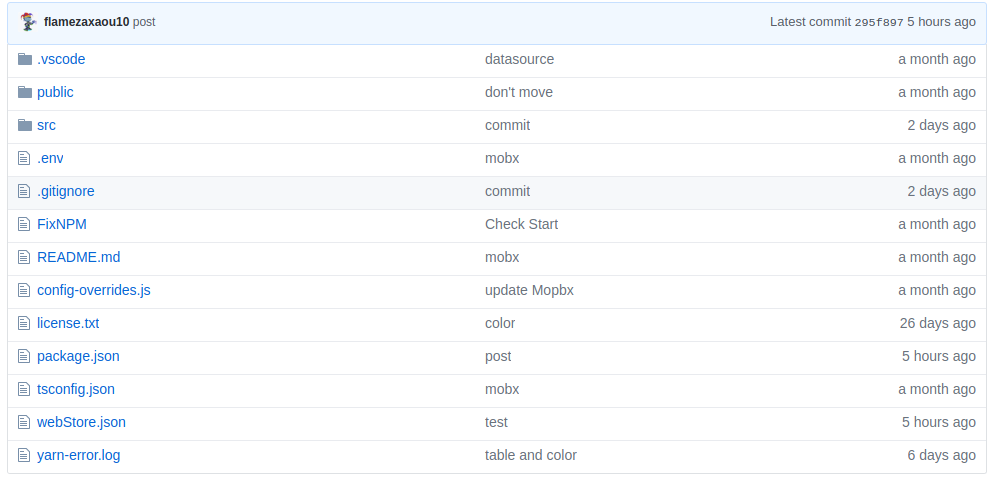 flamezaxaou10 post Latest commit 295f897 5 hours ago
.vscode datasource a month ago
public don't move a month ago
src commit 2 days ago
.env mobx a month ago
.gitignore commit 2 days ago
FixNPM Check Start a month ago
README.md mobx a month ago
config-overrides.js update Mopbx a month ago
license.txt color 26 days ago
package.json post 5 hours ago
tsconfig.json mobx a month ago
webStore.json test 5 hours ago
yarn-error.log table and color 6 days ago